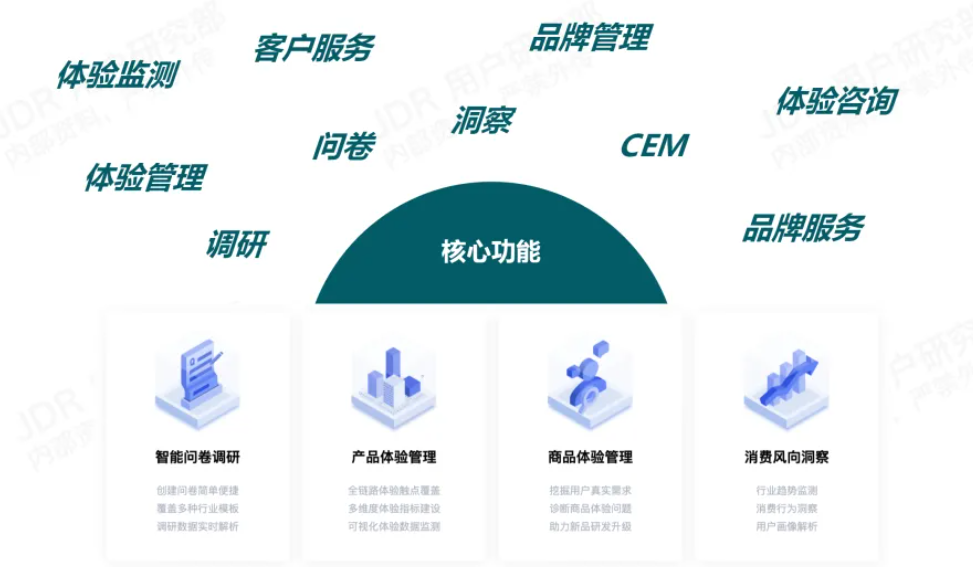 客户服务
品牌管理
体验监测
体验咨询
洞察
问卷
CEM
体验管理
品牌服务
调研
核心功能
智能问卷调研
创建问卷简单便捷
覆盖多种行业模板
调研数据实时解析
产品体验管理
全链路体验触点覆盖
多维度体验指标建设
可视化体验数据监测
商品体验管理
挖掘用户真实需求
诊断商品体验问题
助力新品研发升级
消费风向洞察
行业趋势监测
消费行为洞察
用户画像解析
JDR 用户研究部
内部资料，严禁外传